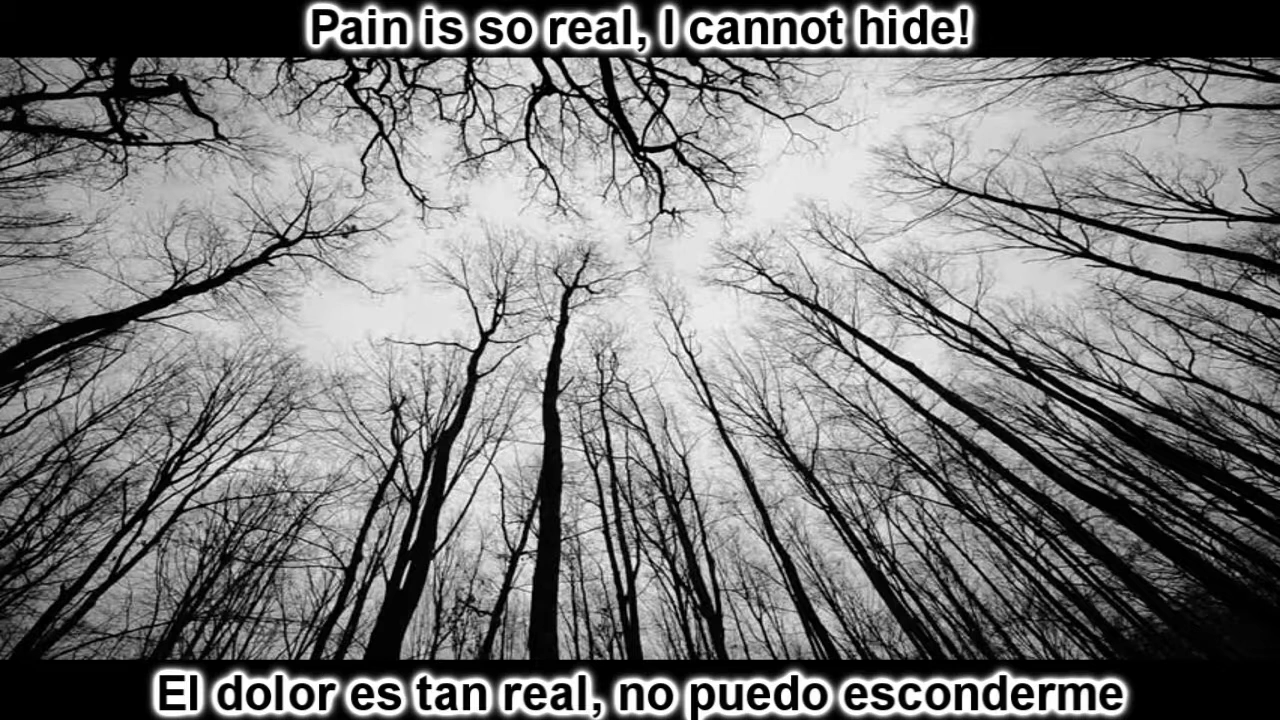 Pain is so real, I cannot hide!
El dolor es tan real, no puedo esconderme